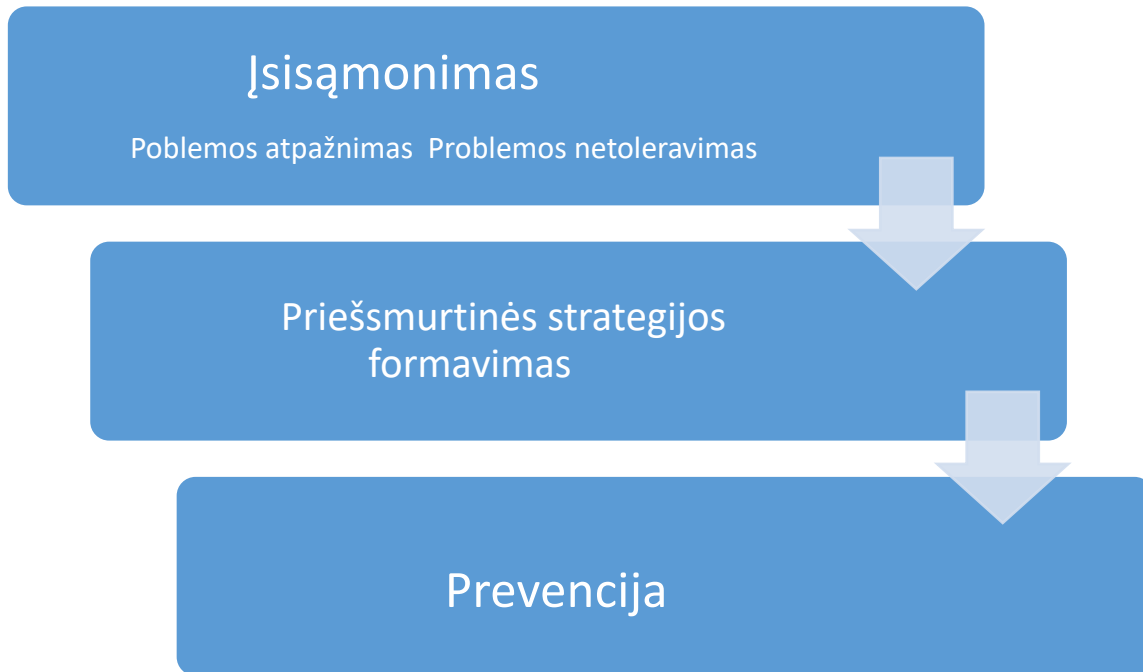 Įsisąmonimas
Poblemos atpažnimas Problemos netoleravimas
Priešsmurtinės strategijos
formavimas
Prevencija